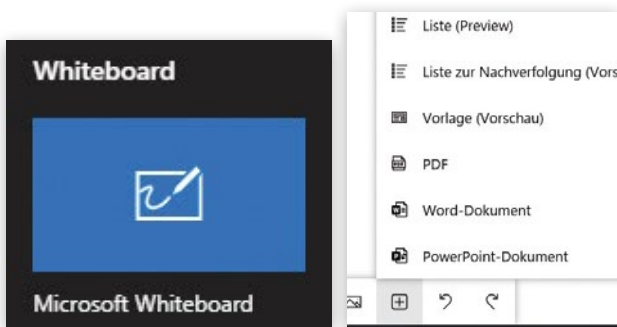 Whiteboard
Microsoft Whiteboard
Liste (Preview)
Liste zur Nachverfolgung (Vors
Vorlage (Vorschau)
PDF
Word-Dokument
PowerPoint-Dokument